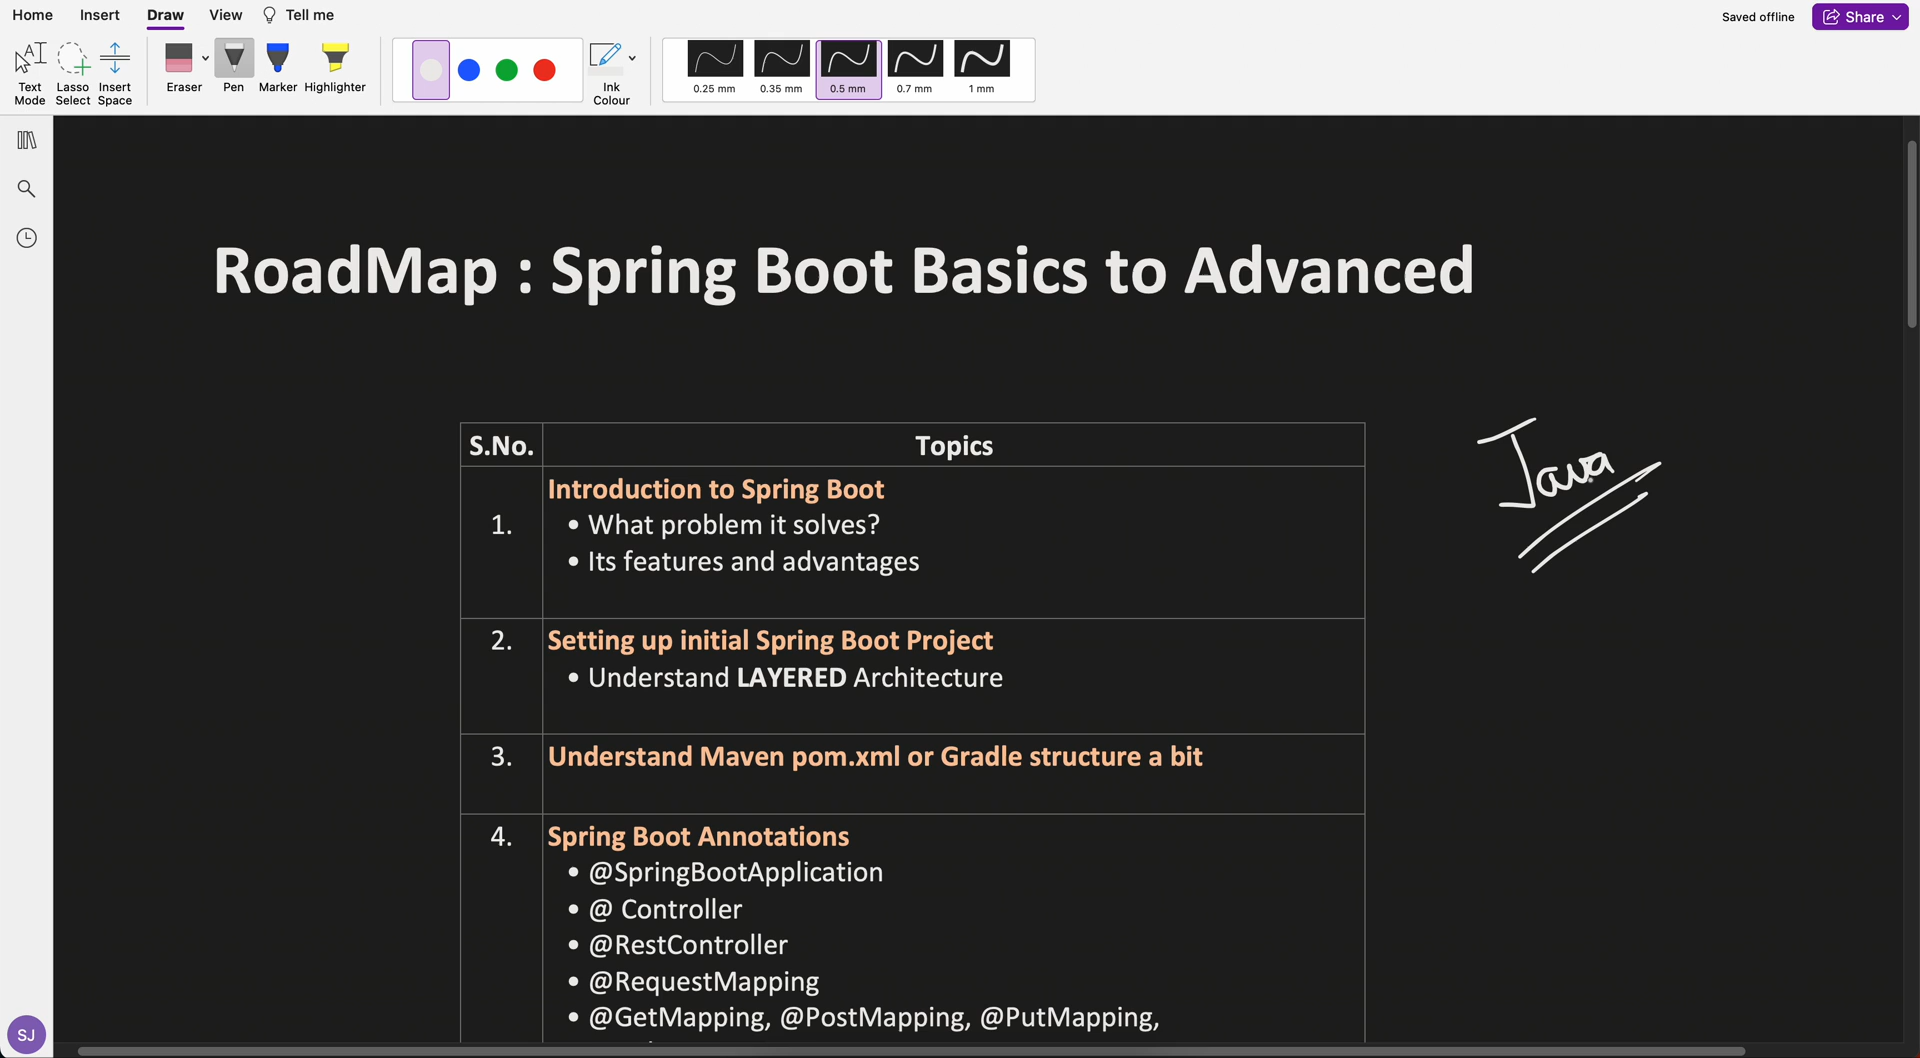 Home Insert Draw View Tell me
Saved offline Share
Text Mode
Lasso Select
Insert Space
Eraser
Pen
Marker
Highlighter
Ink Colour
0.25 mm
0.35 mm
0.5 mm
0.7 mm
1 mm
RoadMap : Spring Boot Basics to Advanced
S.No. Topics
Java
1. Introduction to Spring Boot
• What problem it solves?
• Its features and advantages
2. Setting up initial Spring Boot Project
• Understand LAYERED Architecture
3. Understand Maven pom.xml or Gradle structure a bit
4. Spring Boot Annotations
• @SpringBootApplication
• @ Controller
• @RestController
• @RequestMapping
• @GetMapping, @PostMapping, @PutMapping,
SJ